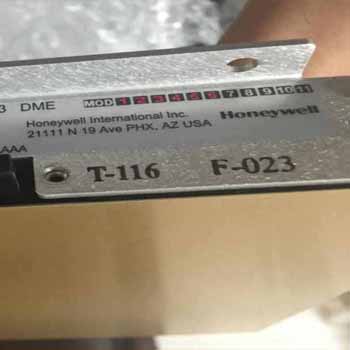 3 DME MOD 1 2 3 4 5 6 7 8 9 10 11
Honeywell International Inc. Honeywell
21111 N 19 Ave PHX, AZ USA
AAA
T-116 F-023